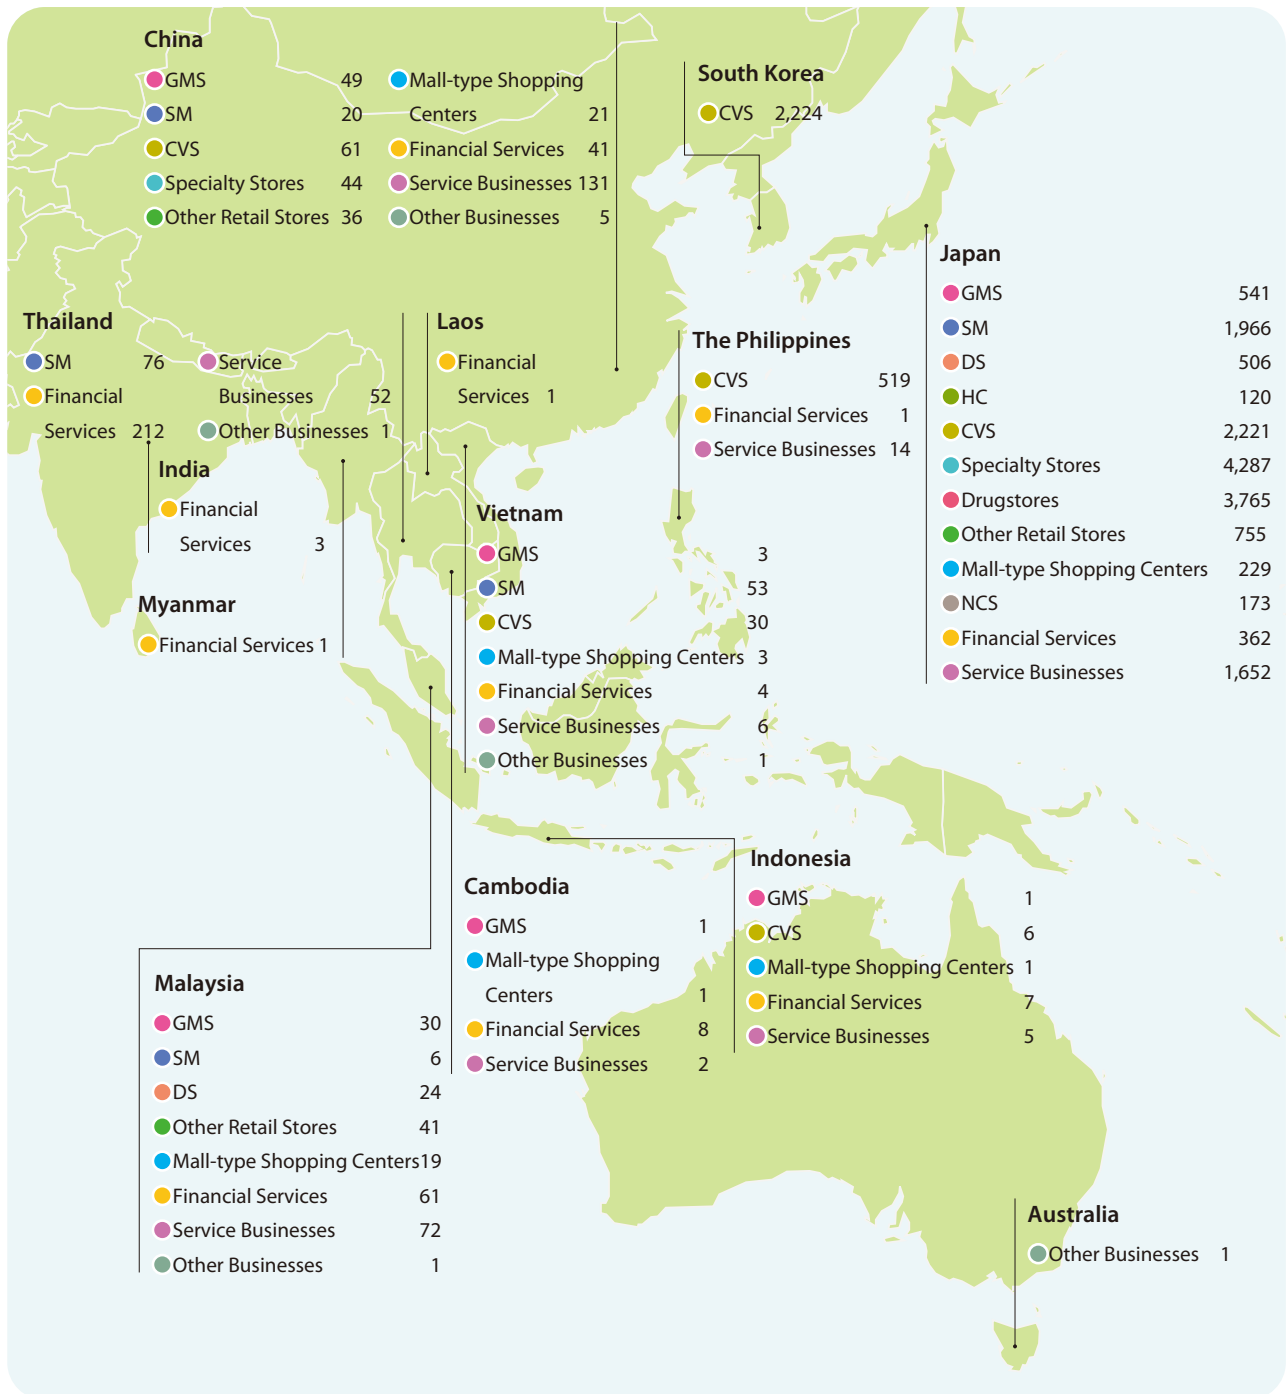 China
GMS 49
SM 20
CVS 61
Specialty Stores 44
Other Retail Stores 36
Mall-type Shopping
Centers 21
Financial Services 41
Service Businesses 131
Other Businesses 5
South Korea
CVS 2,224
Japan
GMS 541
SM 1,966
DS 506
HC 120
CVS 2,221
Specialty Stores 4,287
Drugstores 3,765
Other Retail Stores 755
Mall-type Shopping Centers 229
NCS 173
Financial Services 362
Service Businesses 1,652
Thailand
SM 76
Financial
Services 212
Service
Businesses 52
Other Businesses 1
Laos
Financial
Services 1
The Philippines
CVS 519
Financial Services 1
Service Businesses 14
India
Financial
Services 3
Myanmar
Financial Services 1
Vietnam
GMS 3
SM 53
CVS 30
Mall-type Shopping Centers 3
Financial Services 4
Service Businesses 6
Other Businesses 1
Indonesia
GMS 1
CVS 6
Mall-type Shopping Centers 1
Financial Services 7
Service Businesses 5
Cambodia
GMS 1
Mall-type Shopping
Centers 1
Financial Services 8
Service Businesses 2
Malaysia
GMS 30
SM 6
DS 24
Other Retail Stores 41
Mall-type Shopping Centers 19
Financial Services 61
Service Businesses 72
Other Businesses 1
Australia
Other Businesses 1